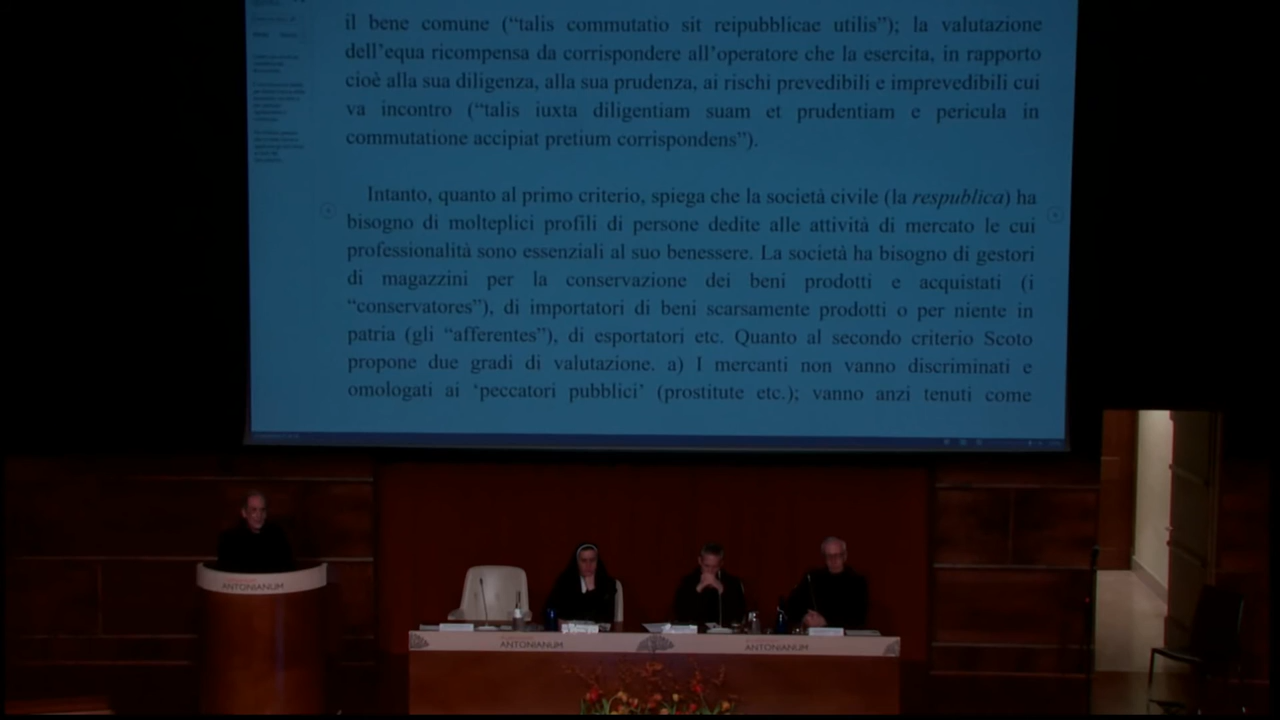 il bene comune (“talis commutatio sit reipublicae utilis”); la valutazione
dell’equa ricompensa da corrispondere all’operatore che la esercita, in rapporto
cioè alla sua diligenza, alla sua prudenza, ai rischi prevedibili e imprevedibili cui
va incontro (“talis iuxta diligentiam suam et prudentiam e pericula in
commutatione accipiat pretium corrispondens”).
Intanto, quanto al primo criterio, spiega che la società civile (la respublica) ha
bisogno di molteplici profili di persone dedite alle attività di mercato le cui
professionalità sono essenziali al suo benessere. La società ha bisogno di gestori
di magazzini per la conservazione dei beni prodotti e acquistati (i
“conservatores”), di importatori di beni scarsamente prodotti o per niente in
patria (gli “afferentes”), di esportatori etc. Quanto al secondo criterio Scoto
propone due gradi di valutazione. a) I mercanti non vanno discriminati e
omologati ai ‘peccatori pubblici’ (prostitute etc.); vanno anzi tenuti come
ANTONIANUM
ANTONIANUM
ANTONIANUM